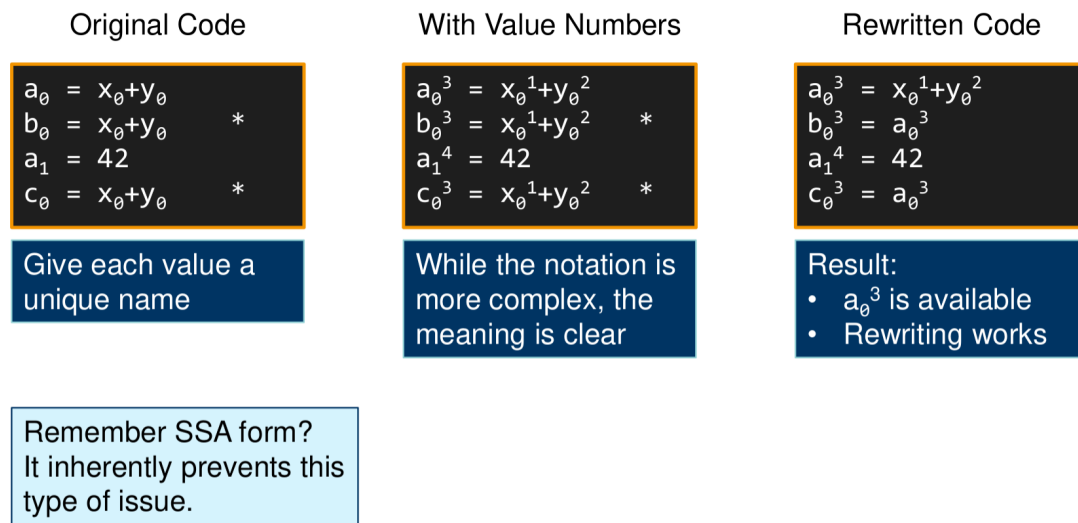 Original Code
a₀ = x₀+y₀
b₀ = x₀+y₀ *
a₁ = 42
c₀ = x₀+y₀ *
Give each value a
unique name
With Value Numbers
a₀³ = x₀¹+y₀²
b₀³ = x₀¹+y₀² *
a₁⁴ = 42
c₀³ = x₀¹+y₀² *
While the notation is
more complex, the
meaning is clear
Rewritten Code
a₀³ = x₀¹+y₀²
b₀³ = a₀³
a₁⁴ = 42
c₀³ = a₀³
Result:
• a₀³ is available
• Rewriting works
Remember SSA form?
It inherently prevents this
type of issue.